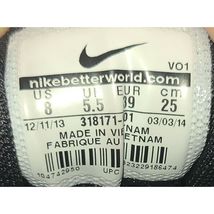 VO1
nikebetterworld.com
US UK EUR cm
8 5.5 39 25
12/11/13 318171- 01 03/03/14
MADE IN VIETNAM
FABRIQUE AU VIETNAM
UPC